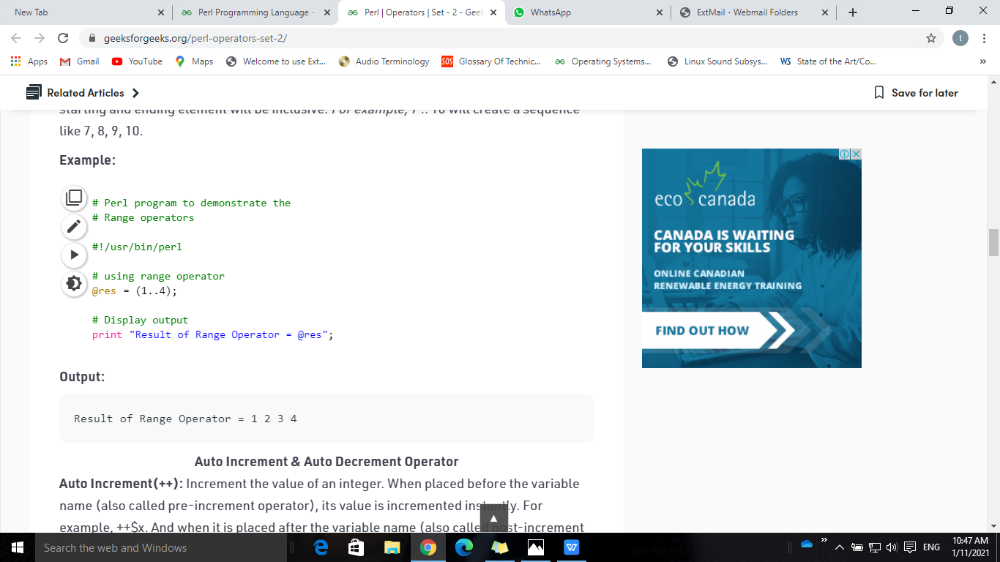 New Tab
Perl Programming Language -
Perl | Operators | Set - 2 - Geek
WhatsApp
ExtMail - Webmail Folders
geeksforgeeks.org/perl-operators-set-2/
t
Apps
Gmail
YouTube
Maps
Welcome to use Ext...
Audio Terminology
SOS
Glossary Of Technic...
Operating Systems...
Linux Sound Subsys...
W3
State of the Art/Co...
»
Related Articles
Save for later
starting and ending element will be inclusive. For example, 7 .. 10 will create a sequence
like 7, 8, 9, 10.
Example:
# Perl program to demonstrate the
# Range operators
#!/usr/bin/perl
# using range operator
@res = (1..4);
# Display output
print "Result of Range Operator = @res";
Output:
Result of Range Operator = 1 2 3 4
Auto Increment & Auto Decrement Operator
Auto Increment(++): Increment the value of an integer. When placed before the variable
name (also called pre-increment operator), its value is incremented instantly. For
example, ++$x. And when it is placed after the variable name (also called post-increment
eco canada
CANADA IS WAITING
FOR YOUR SKILLS
ONLINE CANADIAN
RENEWABLE ENERGY TRAINING
FIND OUT HOW
Search the web and Windows
W
»
ENG
10:47 AM
1/11/2021